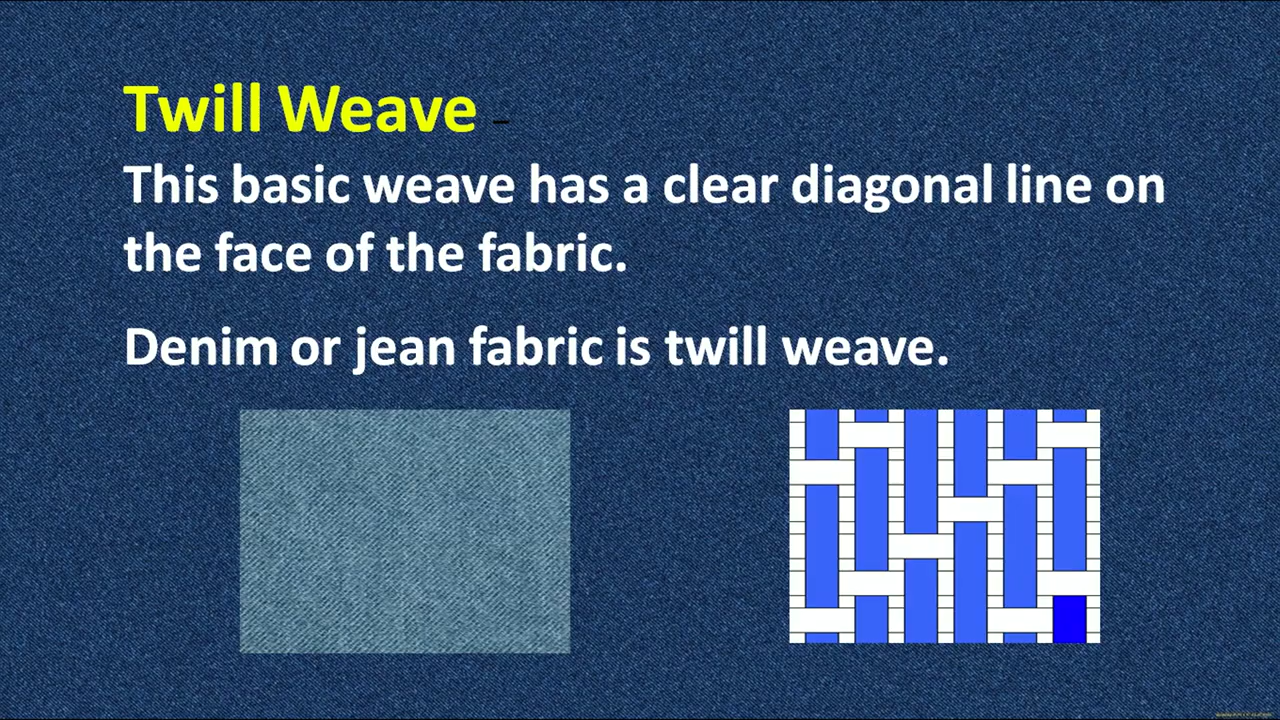 Twill Weave –
This basic weave has a clear diagonal line on
the face of the fabric.
Denim or jean fabric is twill weave.